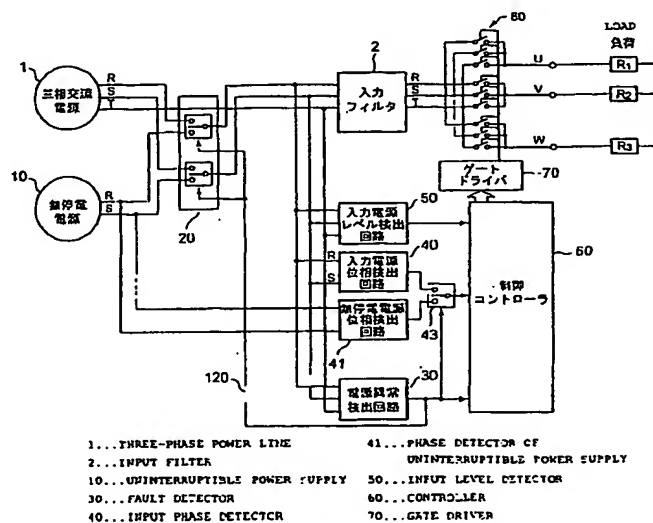 80
LOAD
負荷
1
三相交流
電源
R
S
T
2
入力
フィルタ
R
S
T
U
V
W
R1
R2
R3
10
無停電
電源
R
S
20
ゲート
ドライバ
70
入力電源
レベル検出
回路
50
R
S
入力電源
位相検出
回路
40
無停電電源
位相検出
回路
41
43
制御
コントローラ
60
120
電源異常
検出回路
30
1...THREE-PHASE POWER LINE
2...INPUT FILTER
10...UNINTERRUPTIBLE POWER SUPPLY
30...FAULT DETECTOR
40...INPUT PHASE DETECTOR
41...PHASE DETECTOR OF
UNINTERRUPTIBLE POWER SUPPLY
50...INPUT LEVEL DETECTOR
60...CONTROLLER
70...GATE DRIVER